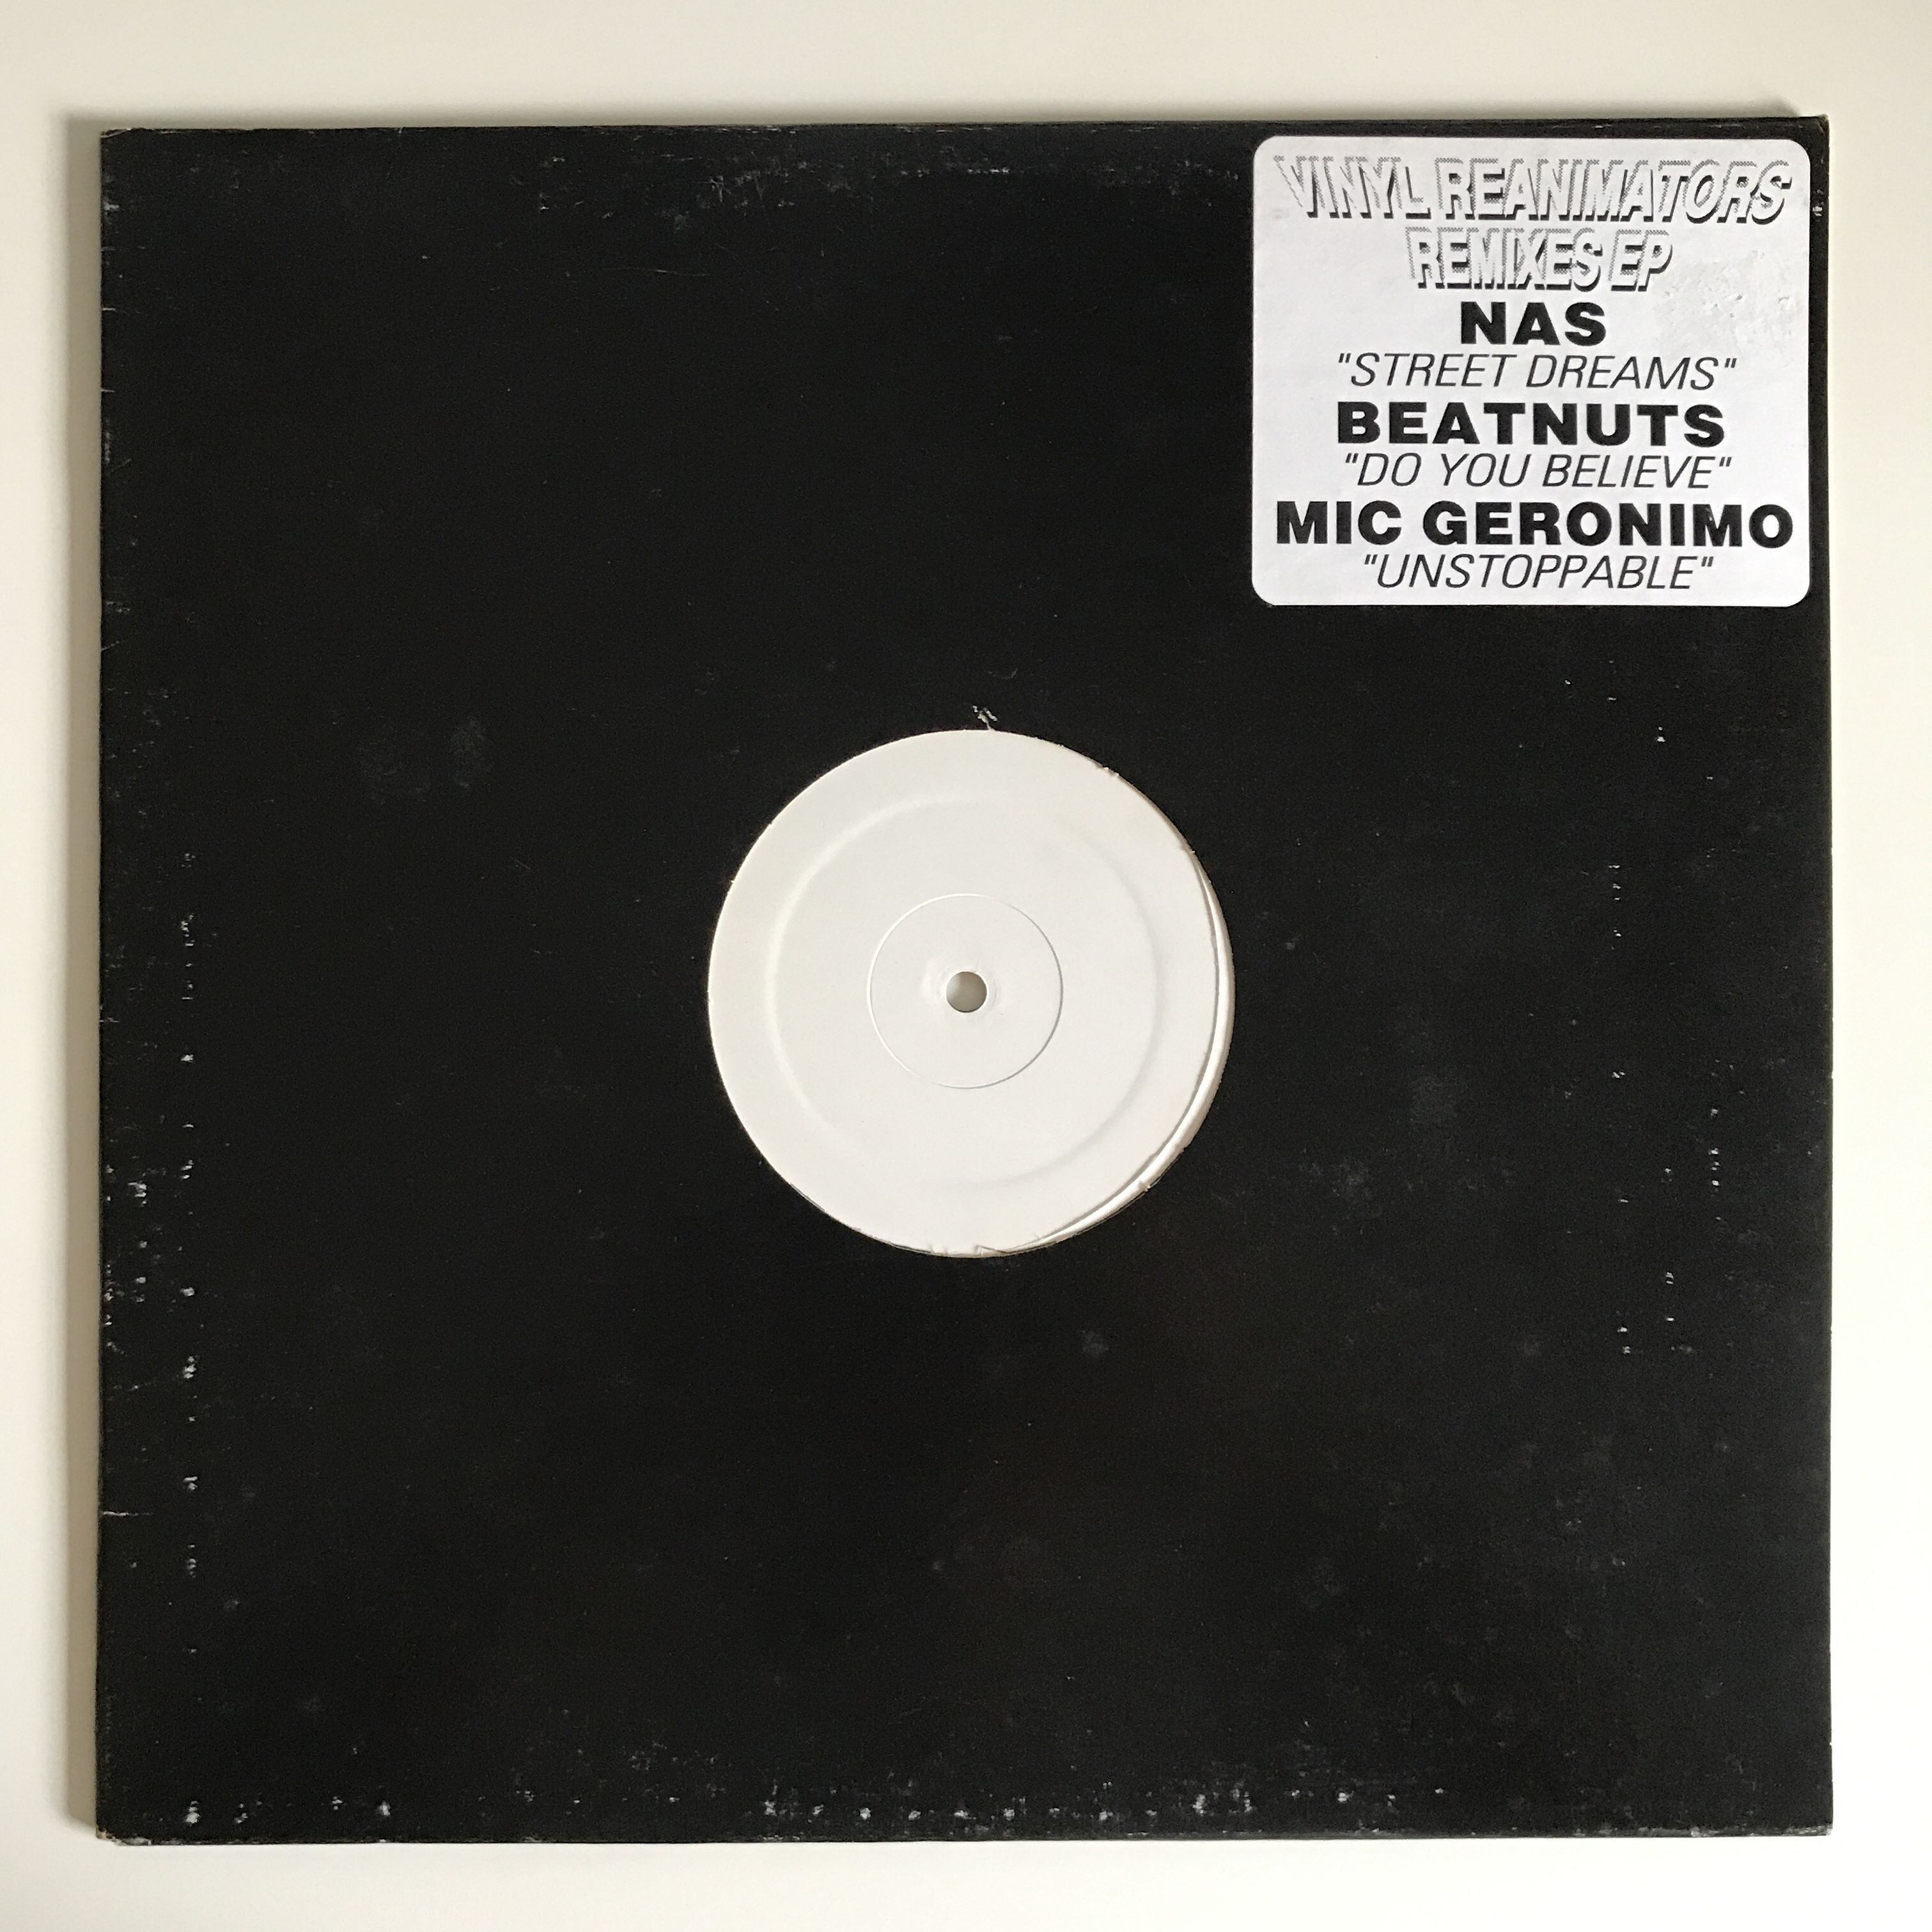 VINYL REANIMATORS
REMIXES EP
NAS
"STREET DREAMS"
BEATNUTS
"DO YOU BELIEVE"
MIC GERONIMO
"UNSTOPPABLE"